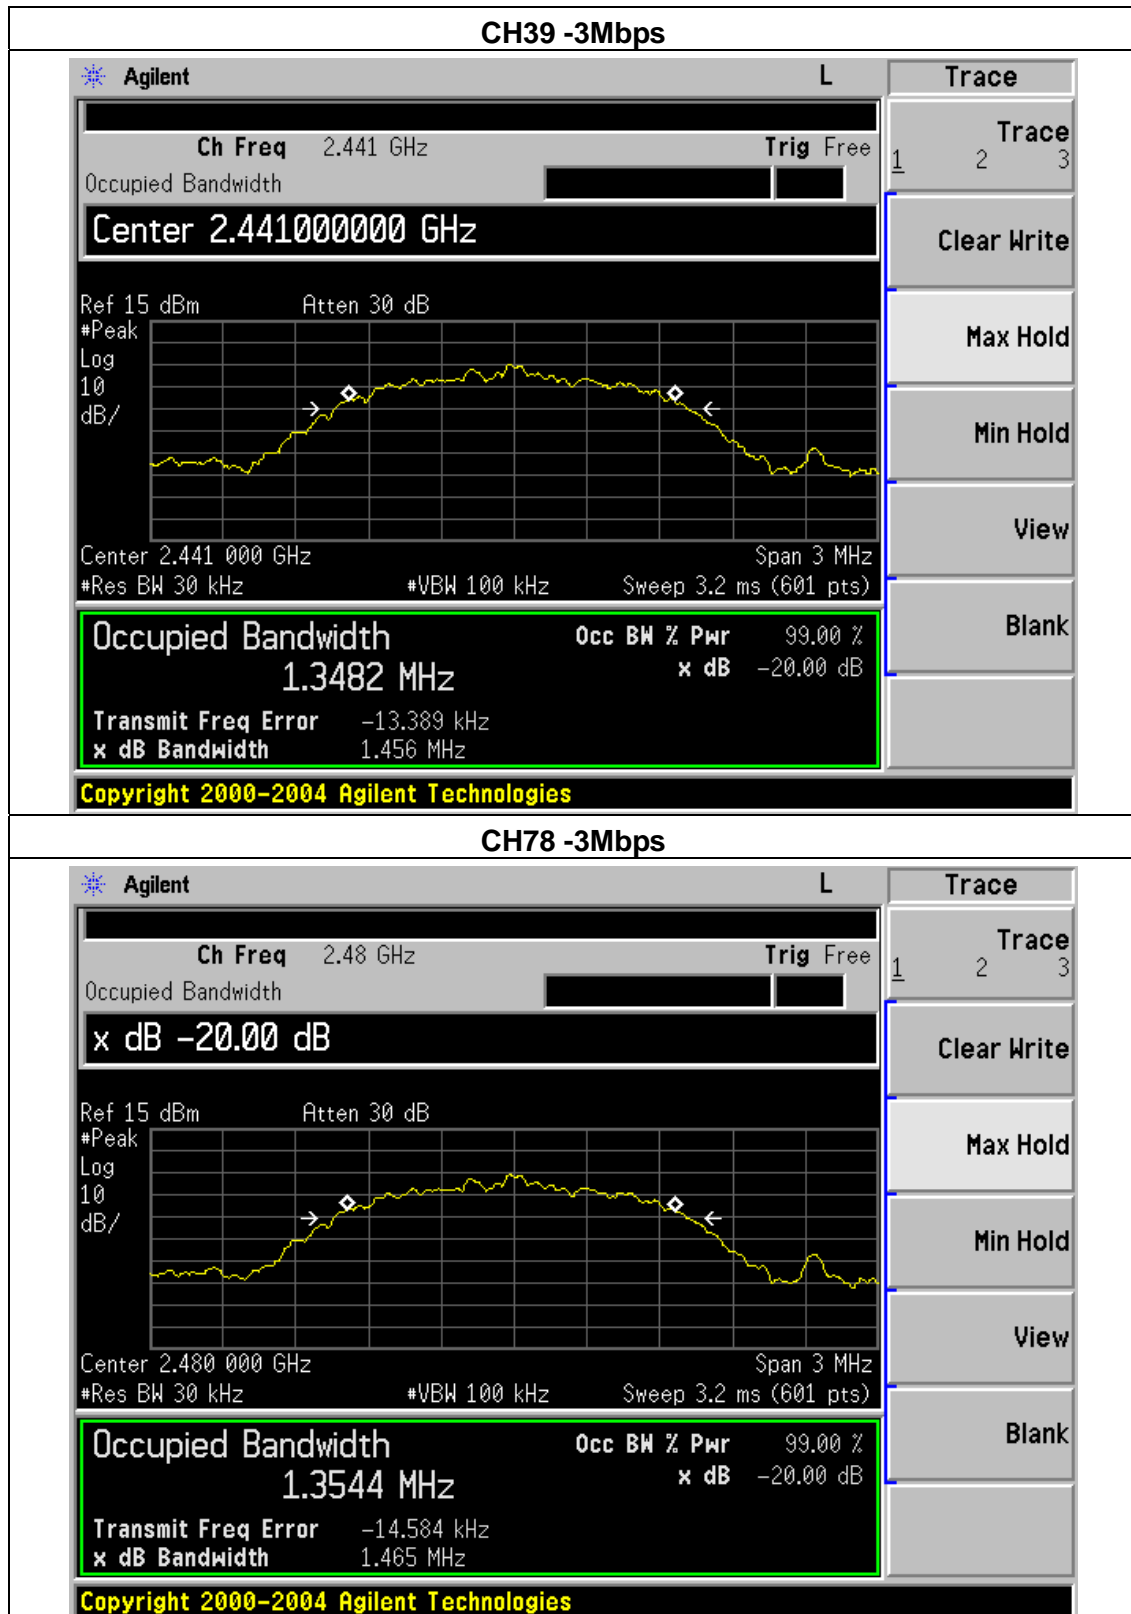 CH39 -3Mbps
Agilent L Trace
Ch Freq 2.441 GHz Trig Free
Occupied Bandwidth
Center 2.441000000 GHz
Ref 15 dBm Atten 30 dB
#Peak
Log
10
dB/
Center 2.441 000 GHz Span 3 MHz
#Res BW 30 kHz #VBW 100 kHz Sweep 3.2 ms (601 pts)
Occupied Bandwidth Occ BW % Pwr 99.00 %
1.3482 MHz x dB -20.00 dB
Transmit Freq Error -13.389 kHz
x dB Bandwidth 1.456 MHz
Copyright 2000-2004 Agilent Technologies
Trace
1 2 3
Clear Write
Max Hold
Min Hold
View
Blank
CH78 -3Mbps
Agilent L Trace
Ch Freq 2.48 GHz Trig Free
Occupied Bandwidth
x dB -20.00 dB
Ref 15 dBm Atten 30 dB
#Peak
Log
10
dB/
Center 2.480 000 GHz Span 3 MHz
#Res BW 30 kHz #VBW 100 kHz Sweep 3.2 ms (601 pts)
Occupied Bandwidth Occ BW % Pwr 99.00 %
1.3544 MHz x dB -20.00 dB
Transmit Freq Error -14.584 kHz
x dB Bandwidth 1.465 MHz
Copyright 2000-2004 Agilent Technologies
Trace
1 2 3
Clear Write
Max Hold
Min Hold
View
Blank